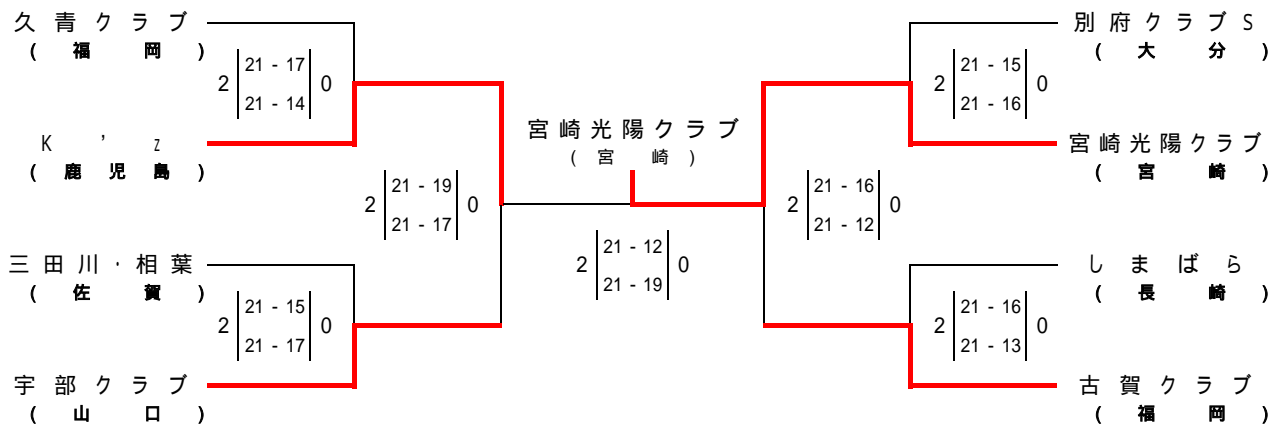 久青クラブ
(福岡)
2 21 - 17 0
21 - 14
K'z
(鹿児島)
2 21 - 19 0
21 - 17
三田川・相葉
(佐賀)
2 21 - 15 0
21 - 17
宇部クラブ
(山口)
宮崎光陽クラブ
(宮崎)
2 21 - 12 0
21 - 19
別府クラブS
(大分)
2 21 - 15 0
21 - 16
宮崎光陽クラブ
(宮崎)
2 21 - 16 0
21 - 12
しまばら
(長崎)
2 21 - 16 0
21 - 13
古賀クラブ
(福岡)